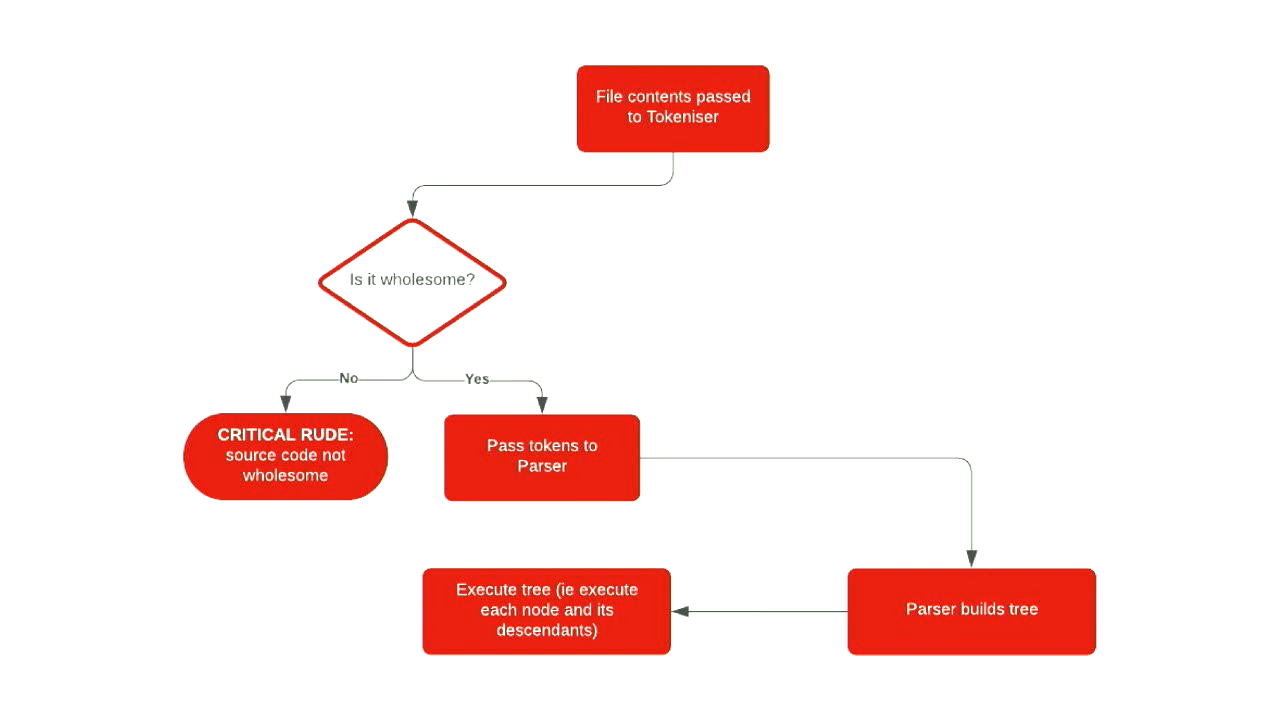 File contents passed
to Tokeniser
Is it wholesome?
No
Yes
CRITICAL RUDE:
source code not
wholesome
Pass tokens to
Parser
Execute tree (ie execute
each node and its
descendants)
Parser builds tree